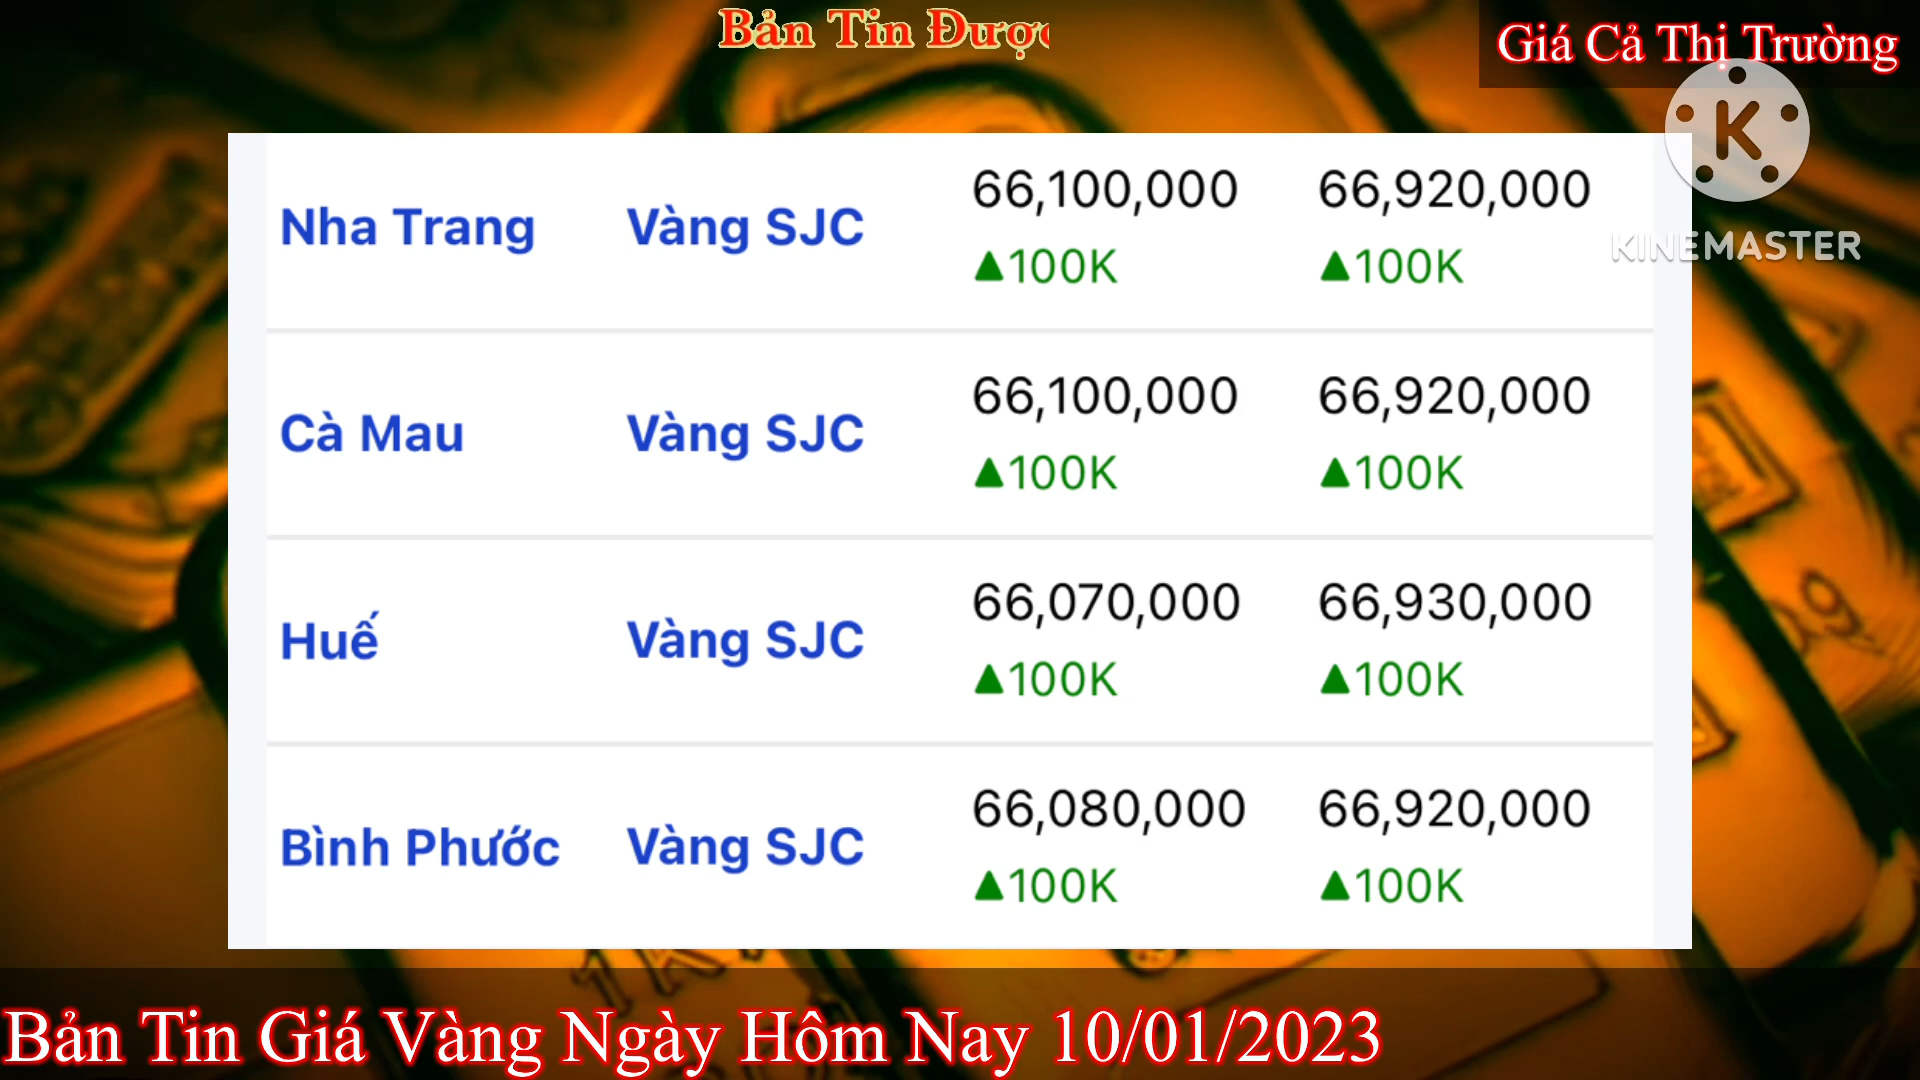 Bản Tin Đượ
Giá Cả Thị Trường
K
KINEMASTER
Nha Trang Vàng SJC 66,100,000 66,920,000
▲100K ▲100K
Cà Mau Vàng SJC 66,100,000 66,920,000
▲100K ▲100K
Huế Vàng SJC 66,070,000 66,930,000
▲100K ▲100K
Bình Phước Vàng SJC 66,080,000 66,920,000
▲100K ▲100K
Bản Tin Giá Vàng Ngày Hôm Nay 10/01/2023